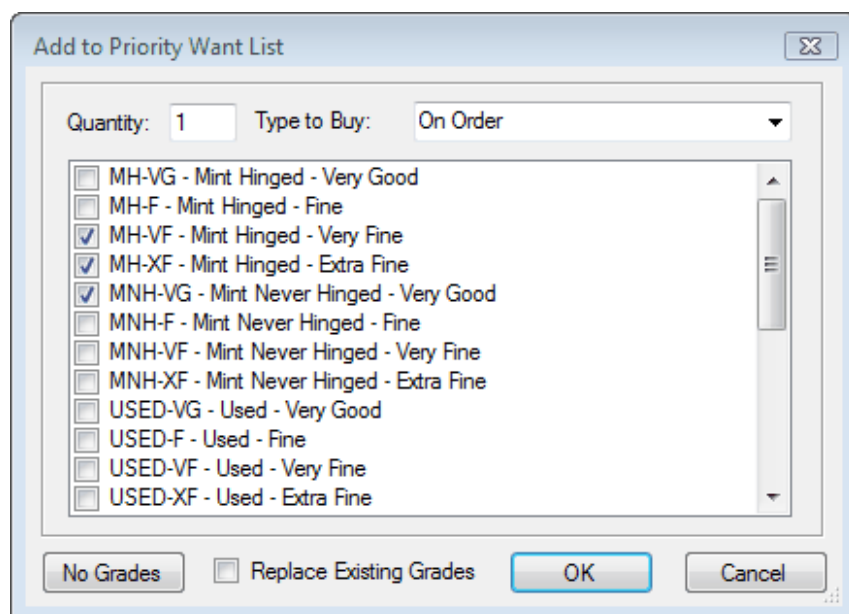 Add to Priority Want List
Quantity: 1 Type to Buy: On Order
MH-VG - Mint Hinged - Very Good
MH-F - Mint Hinged - Fine
MH-VF - Mint Hinged - Very Fine
MH-XF - Mint Hinged - Extra Fine
MNH-VG - Mint Never Hinged - Very Good
MNH-F - Mint Never Hinged - Fine
MNH-VF - Mint Never Hinged - Very Fine
MNH-XF - Mint Never Hinged - Extra Fine
USED-VG - Used - Very Good
USED-F - Used - Fine
USED-VF - Used - Very Fine
USED-XF - Used - Extra Fine
No Grades Replace Existing Grades OK Cancel